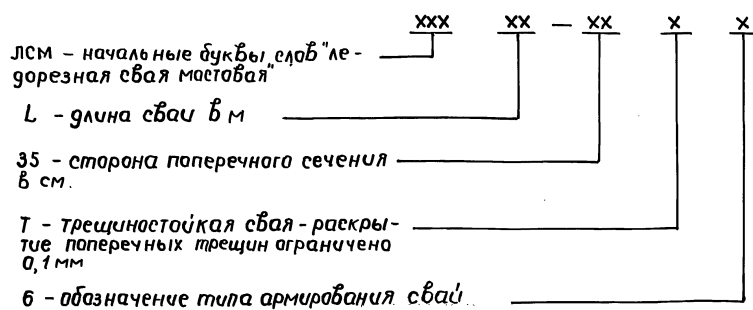 ххх хх – хх х х
ЛСМ – начальные буквы слов "ле-
дорезная свая мостовая"
L – длина сваи в м
35 – сторона поперечного сечения
в см.
Т – трещиностойкая свая – раскры-
тие поперечных трещин ограничено
0,1 мм
6 – обозначение типа армирования свай